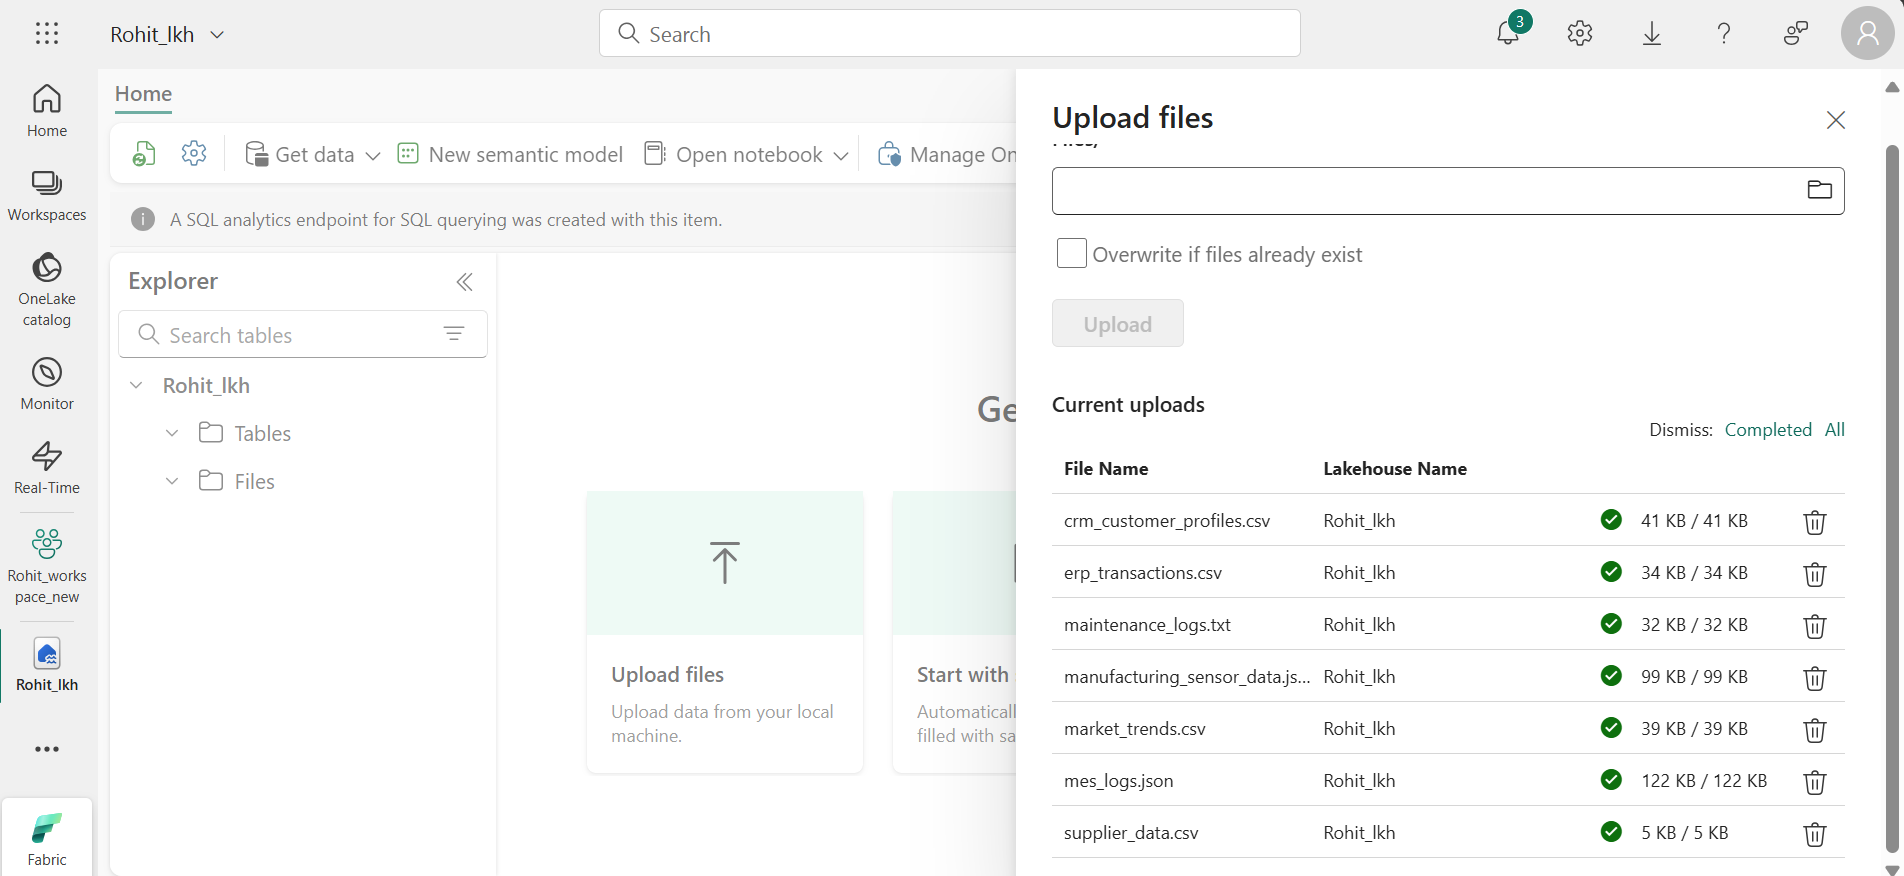 Rohit_lkh
Search
3
Home
Workspaces
OneLake
catalog
Monitor
Real-Time
Rohit_works
pace_new
Rohit_lkh
Fabric
Home
Get data
New semantic model
Open notebook
Manage On
A SQL analytics endpoint for SQL querying was created with this item.
Explorer
Search tables
Rohit_lkh
Tables
Files
Ge
Upload files
Upload data from your local
machine.
Start with
Automatical
filled with sa
Upload files
Files/
Overwrite if files already exist
Upload
Current uploads
Dismiss: Completed All
File Name Lakehouse Name
crm_customer_profiles.csv Rohit_lkh 41 KB / 41 KB
erp_transactions.csv Rohit_lkh 34 KB / 34 KB
maintenance_logs.txt Rohit_lkh 32 KB / 32 KB
manufacturing_sensor_data.js... Rohit_lkh 99 KB / 99 KB
market_trends.csv Rohit_lkh 39 KB / 39 KB
mes_logs.json Rohit_lkh 122 KB / 122 KB
supplier_data.csv Rohit_lkh 5 KB / 5 KB